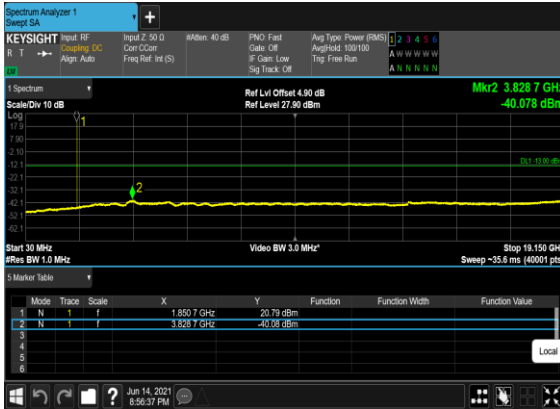 Spectrum Analyzer 1
Swept SA
+
KEYSIGHT
R T
LXI
Input: RF
Coupling: DC
Align: Auto
Input Z: 50 Ω
Corr CCorr
Freq Ref: Int (S)
#Atten: 40 dB
PNO: Fast
Gate: Off
IF Gain: Low
Sig Track: Off
Avg Type: Power (RMS)
Avg|Hold: 100/100
Trig: Free Run
1 2 3 4 5 6
A W W W W W
A N N N N N
1 Spectrum
Scale/Div 10 dB
Ref Lvl Offset 4.90 dB
Ref Level 27.90 dBm
Mkr2 3.828 7 GHz
-40.078 dBm
Log
17.9
7.90
-2.10
-12.1
-22.1
-32.1
-42.1
-52.1
-62.1
1
2
DL1 -13.00 dBm
Start 30 MHz
#Res BW 1.0 MHz
Video BW 3.0 MHz*
Stop 19.150 GH
Sweep ~35.6 ms (40001 pts
5 Marker Table
Mode Trace Scale X Y Function Function Width Function Value
1 N 1 f 1.850 7 GHz 20.79 dBm
2 N 1 f 3.828 7 GHz -40.08 dBm
3
4
5
6
Local
?
Jun 14, 2021
8:56:37 PM